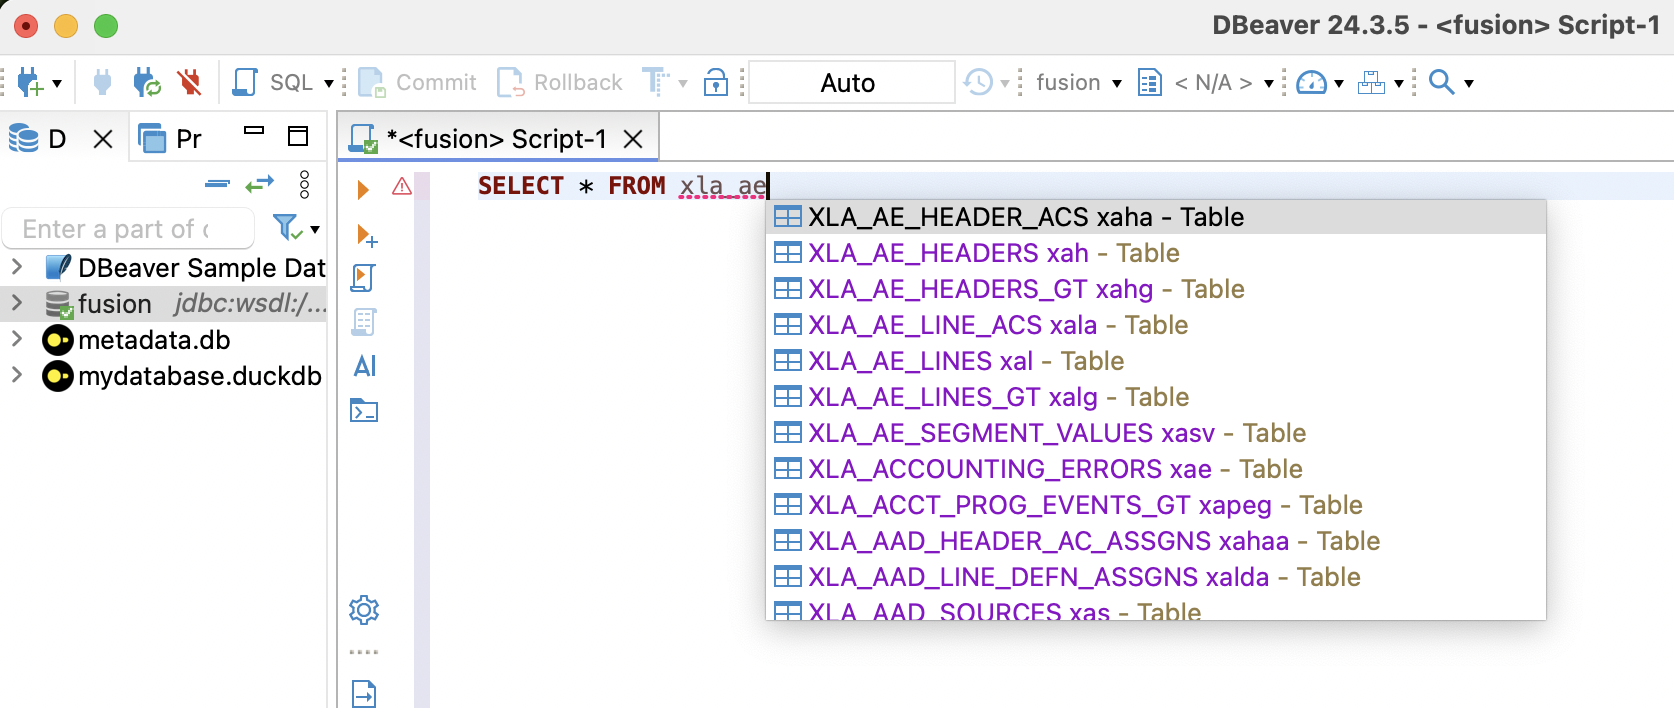 DBeaver 24.3.5 - <fusion> Script-1
SQL Commit Rollback Auto fusion < N/A >
D Pr
*<fusion> Script-1
Enter a part of c
DBeaver Sample Dat
fusion jdbc:wsdl:/...
metadata.db
mydatabase.duckdb
AI
SELECT * FROM xla_ae
XLA_AE_HEADER_ACS xaha - Table
XLA_AE_HEADERS xah - Table
XLA_AE_HEADERS_GT xahg - Table
XLA_AE_LINE_ACS xala - Table
XLA_AE_LINES xal - Table
XLA_AE_LINES_GT xalg - Table
XLA_AE_SEGMENT_VALUES xasv - Table
XLA_ACCOUNTING_ERRORS xae - Table
XLA_ACCT_PROG_EVENTS_GT xapeg - Table
XLA_AAD_HEADER_AC_ASSGNS xahaa - Table
XLA_AAD_LINE_DEFN_ASSGNS xalda - Table
XLA_AAD_SOURCES xas - Table